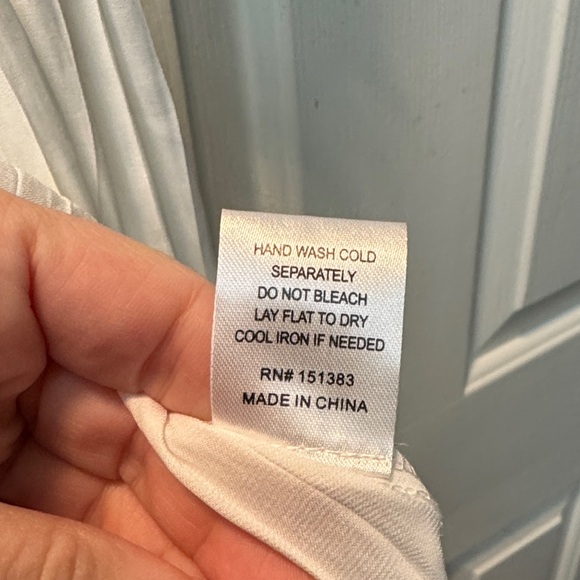 HAND WASH COLD
SEPARATELY
DO NOT BLEACH
LAY FLAT TO DRY
COOL IRON IF NEEDED
RN# 151383
MADE IN CHINA